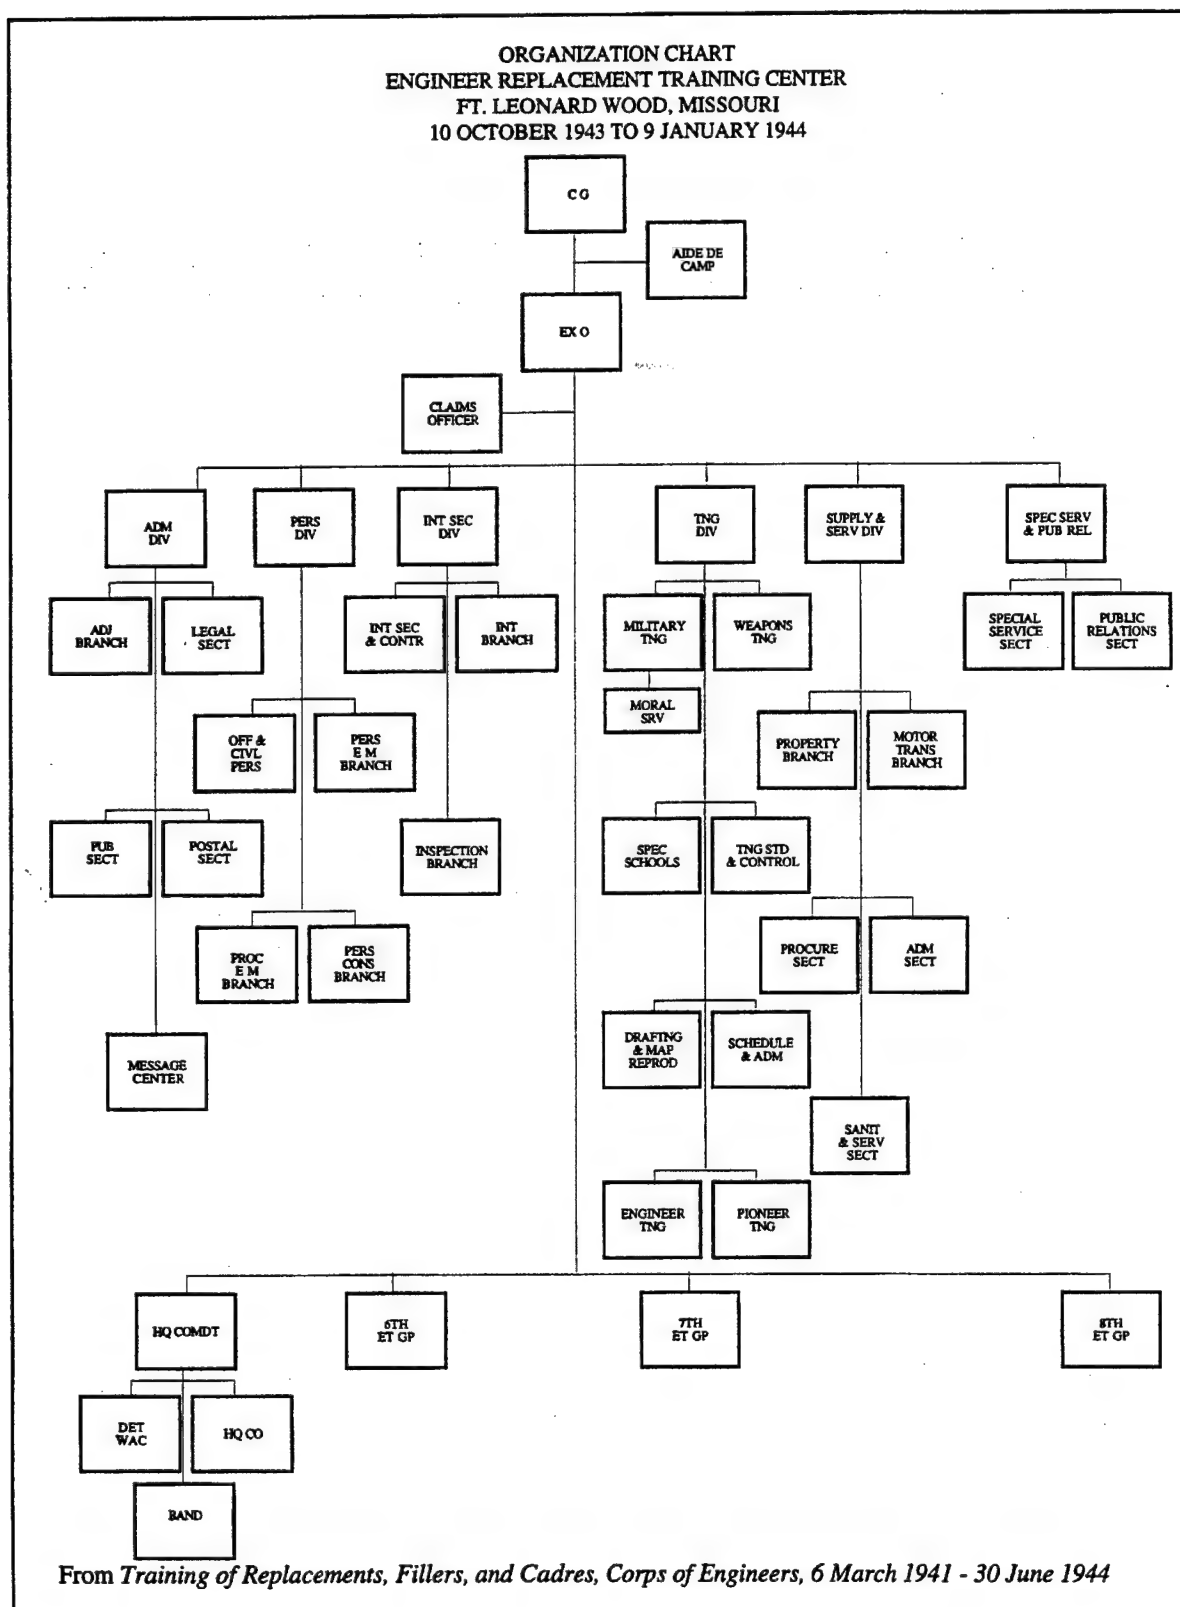 ORGANIZATION CHART
ENGINEER REPLACEMENT TRAINING CENTER
FT. LEONARD WOOD, MISSOURI
10 OCTOBER 1943 TO 9 JANUARY 1944
C G
AIDE DE
CAMP
EX O
CLAIMS
OFFICER
ADM
DIV
PERS
DIV
INT SEC
DIV
TNG
DIV
SUPPLY &
SERV DIV
SPEC SERV
& PUB REL
ADJ
BRANCH
LEGAL
SECT
INT SEC
& CONTR
INT
BRANCH
MILITARY
TNG
WEAPONS
TNG
SPECIAL
SERVICE
SECT
PUBLIC
RELATIONS
SECT
MORAL
SRV
OFF &
CIVL
PERS
PERS
E M
BRANCH
PROPERTY
BRANCH
MOTOR
TRANS
BRANCH
PUB
SECT
POSTAL
SECT
INSPECTION
BRANCH
SPEC
SCHOOLS
TNG STD
& CONTROL
PROC
E M
BRANCH
PERS
CONS
BRANCH
PROCURE
SECT
ADM
SECT
MESSAGE
CENTER
DRAFTNG
& MAP
REPROD
SCHEDULE
& ADM
SANIT
& SERV
SECT
ENGINEER
TNG
PIONEER
TNG
HQ COMDT
6TH
ET GP
7TH
ET GP
8TH
ET GP
DET
WAC
HQ CO
BAND
From Training of Replacements, Fillers, and Cadres, Corps of Engineers, 6 March 1941 - 30 June 1944